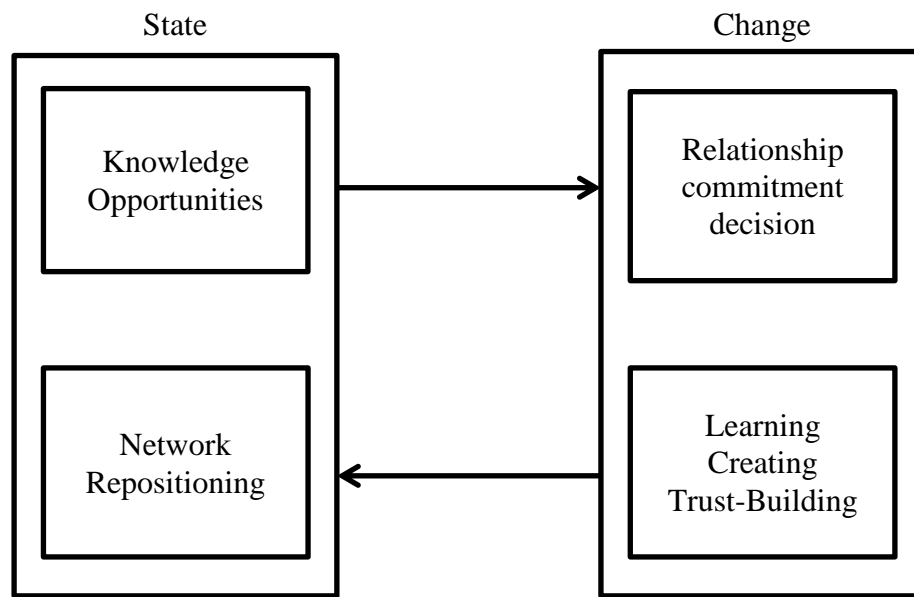 State
Change
Knowledge
Opportunities
Relationship
commitment
decision
Network
Repositioning
Learning
Creating
Trust-Building